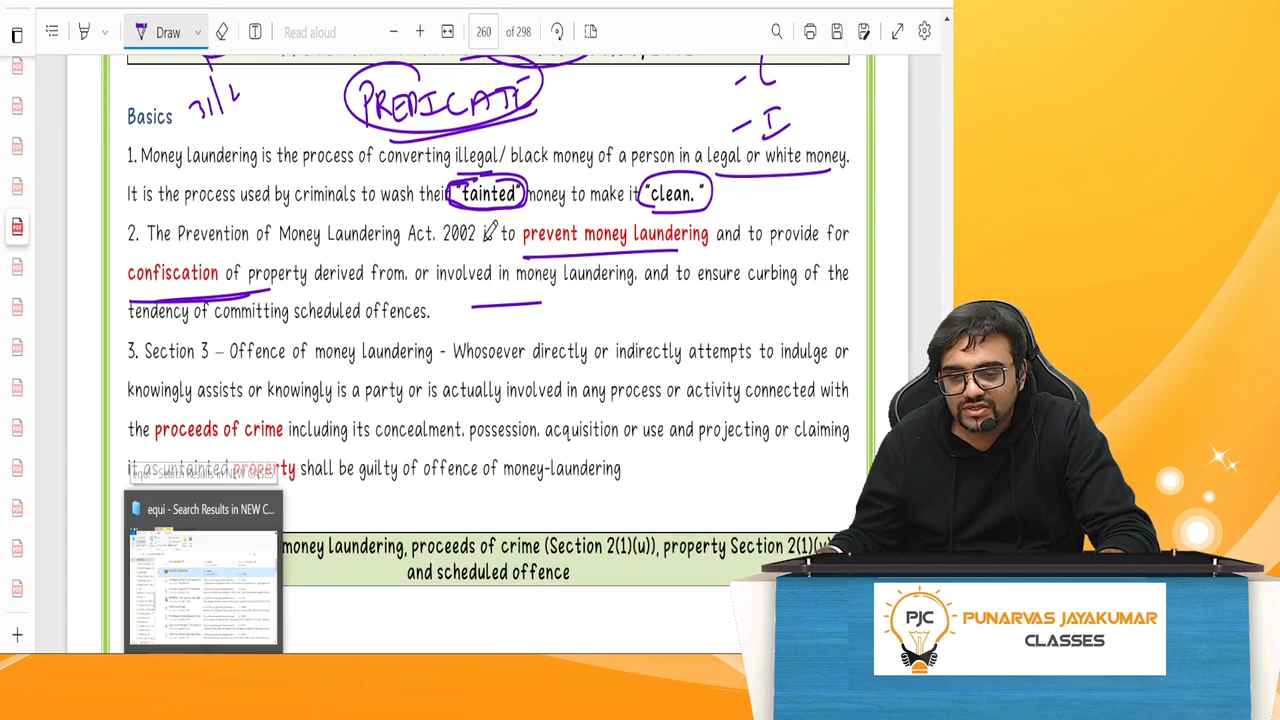 Draw
Read aloud
260 of 298
31/2
PREDICATE
- I
Basics
1. Money laundering is the process of converting illegal/ black money of a person in a legal or white money.
It is the process used by criminals to wash their "tainted" money to make it "clean. "
2. The Prevention of Money Laundering Act, 2002 is to prevent money laundering and to provide for
confiscation of property derived from, or involved in money laundering, and to ensure curbing of the
tendency of committing scheduled offences.
3. Section 3 – Offence of money laundering - Whosoever directly or indirectly attempts to indulge or
knowingly assists or knowingly is a party or is actually involved in any process or activity connected with
the proceeds of crime including its concealment, possession, acquisition or use and projecting or claiming
it as untainted property shall be guilty of offence of money-laundering
equi - Search Results in NEW CASES
equi - Search Results in NEW C...
money laundering, proceeds of crime (Section 2(1)(u)), property Section 2(1)(v)
and scheduled offence
PJC
PUNARVAS JAYAKUMAR
CLASSES